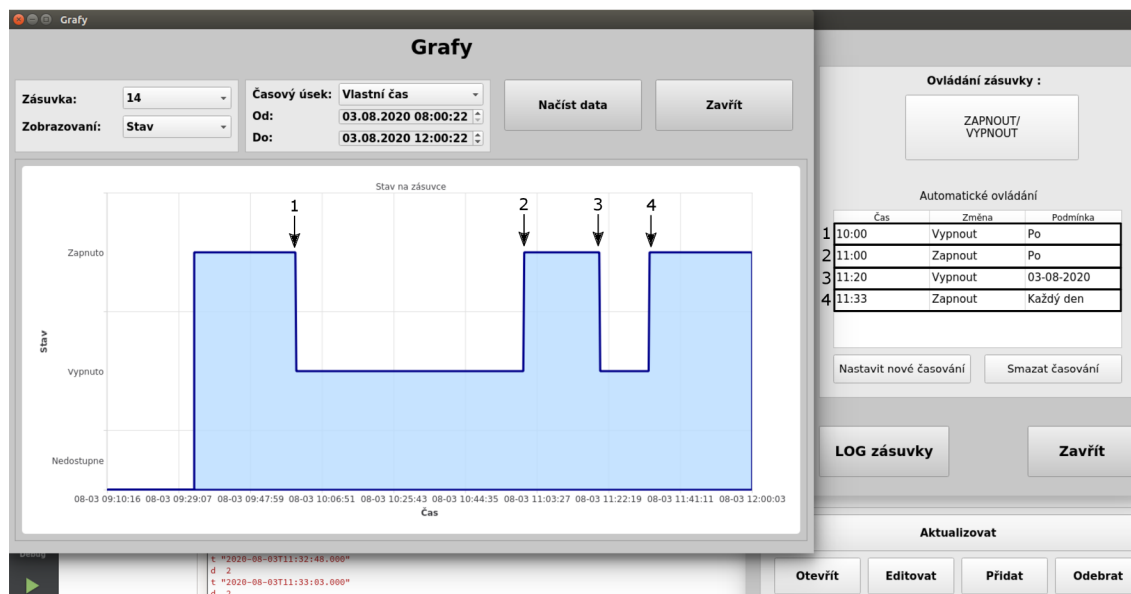 Grafy
Grafy
Zásuvka: 14
Zobrazovaní: Stav
Časový úsek: Vlastní čas
Od: 03.08.2020 08:00:22
Do: 03.08.2020 12:00:22
Načíst data
Zavřít
Stav na zásuvce
1 2 3 4
Zapnuto
Stav
Vypnuto
Nedostupne
08-03 09:10:16 08-03 09:29:07 08-03 09:47:59 08-03 10:06:51 08-03 10:25:43 08-03 10:44:35 08-03 11:03:27 08-03 11:22:19 08-03 11:41:11 08-03 12:00:03
Čas
Ovládání zásuvky :
ZAPNOUT/
VYPNOUT
Automatické ovládání
Čas Změna Podmínka
1 10:00 Vypnout Po
2 11:00 Zapnout Po
3 11:20 Vypnout 03-08-2020
4 11:33 Zapnout Každý den
Nastavit nové časování
Smazat časování
LOG zásuvky
Zavřít
Aktualizovat
Otevřít
Editovat
Přidat
Odebrat
Debug
t "2020-08-03T11:32:48.000"
d 2
t "2020-08-03T11:33:03.000"
d 2